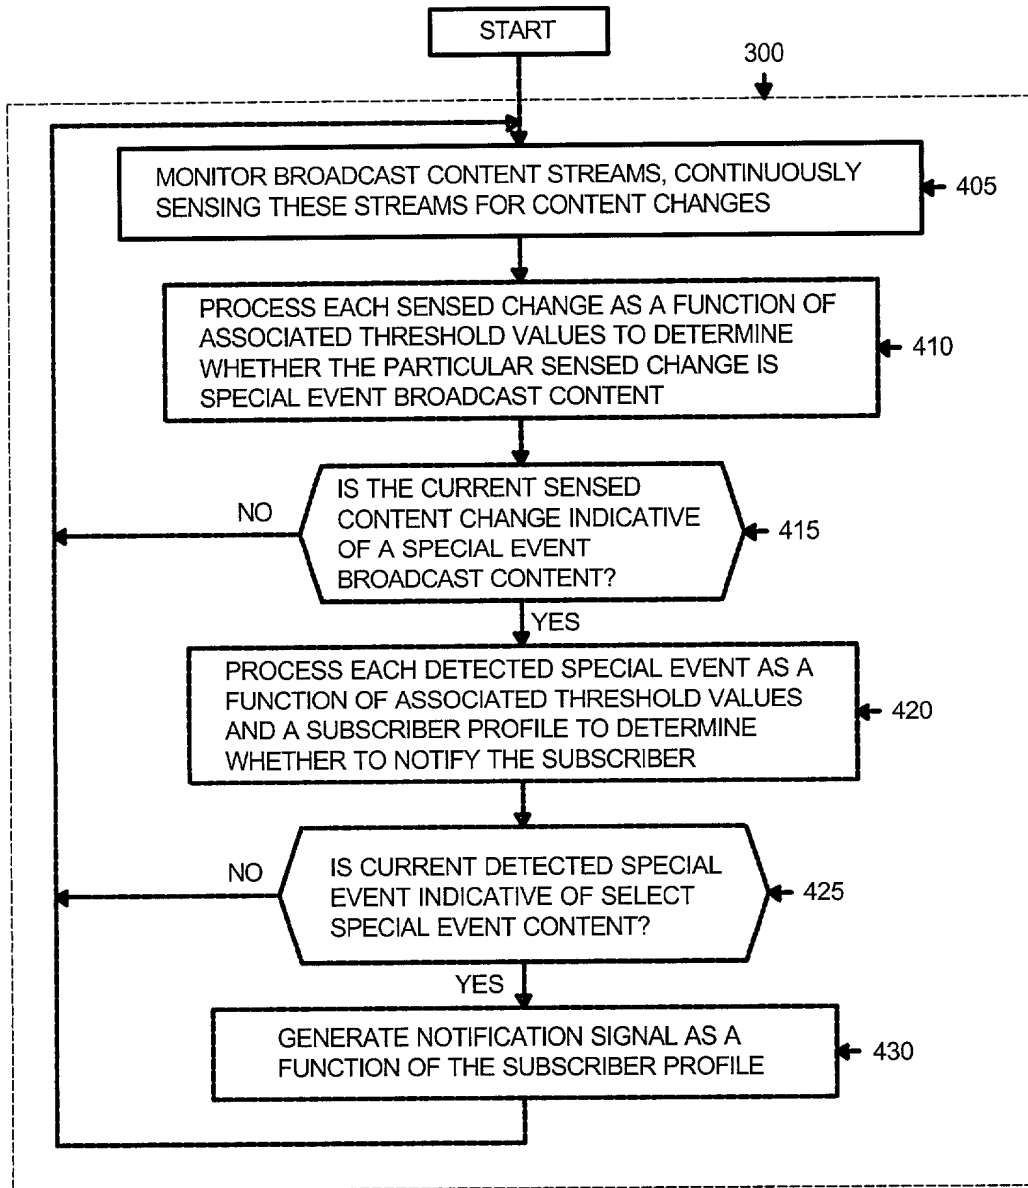 START
300
MONITOR BROADCAST CONTENT STREAMS, CONTINUOUSLY
SENSING THESE STREAMS FOR CONTENT CHANGES
405
PROCESS EACH SENSED CHANGE AS A FUNCTION OF
ASSOCIATED THRESHOLD VALUES TO DETERMINE
WHETHER THE PARTICULAR SENSED CHANGE IS
SPECIAL EVENT BROADCAST CONTENT
410
IS THE CURRENT SENSED
CONTENT CHANGE INDICATIVE
OF A SPECIAL EVENT
BROADCAST CONTENT?
NO
415
YES
PROCESS EACH DETECTED SPECIAL EVENT AS A
FUNCTION OF ASSOCIATED THRESHOLD VALUES
AND A SUBSCRIBER PROFILE TO DETERMINE
WHETHER TO NOTIFY THE SUBSCRIBER
420
IS CURRENT DETECTED SPECIAL
EVENT INDICATIVE OF SELECT
SPECIAL EVENT CONTENT?
NO
425
YES
GENERATE NOTIFICATION SIGNAL AS A
FUNCTION OF THE SUBSCRIBER PROFILE
430